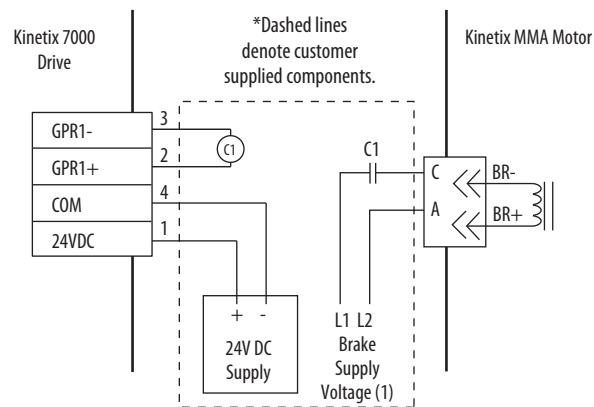 Kinetix 7000
Drive
*Dashed lines
denote customer
supplied components.
Kinetix MMA Motor
GPR1-
3
GPR1+
2
COM
4
24VDC
1
C1
C1
C
BR-
A
BR+
+ -
24V DC
Supply
L1 L2
Brake
Supply
Voltage (1)